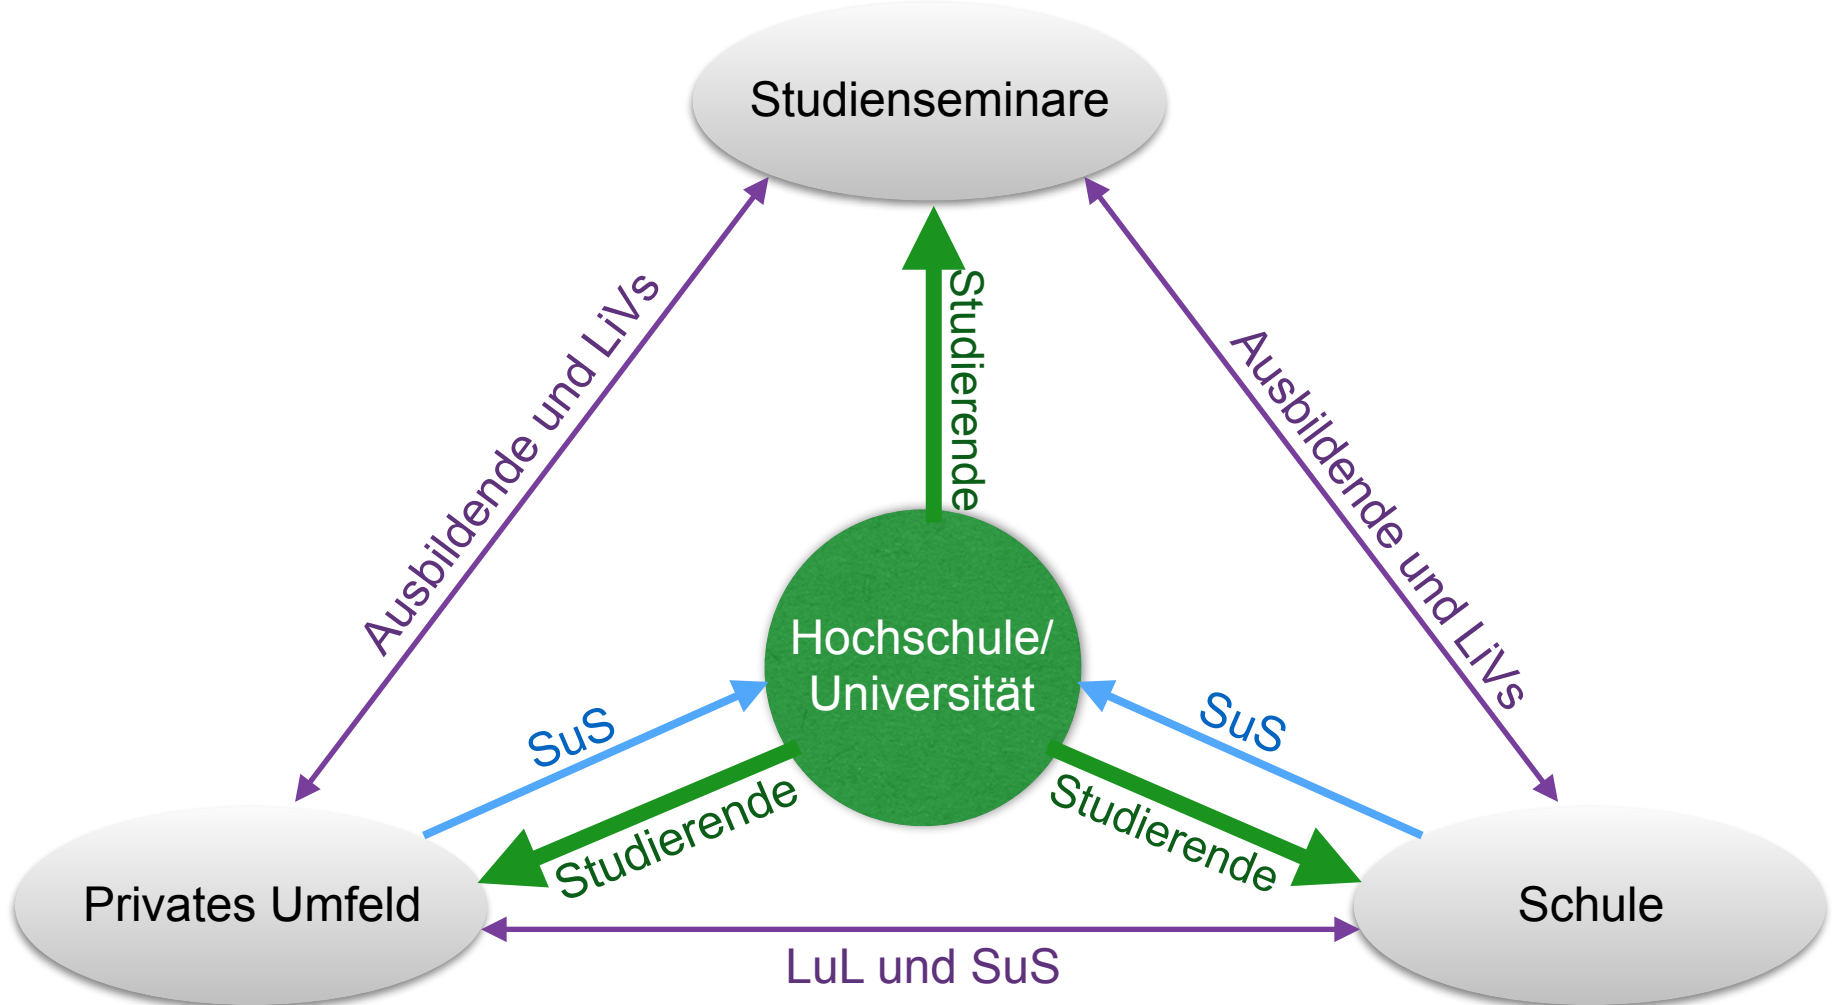 Studienseminare
Ausbildende und LiVs
Studierende
Ausbildende und LiVs
Hochschule/
Universität
SuS
SuS
Studierende
Studierende
Privates Umfeld
Schule
LuL und SuS